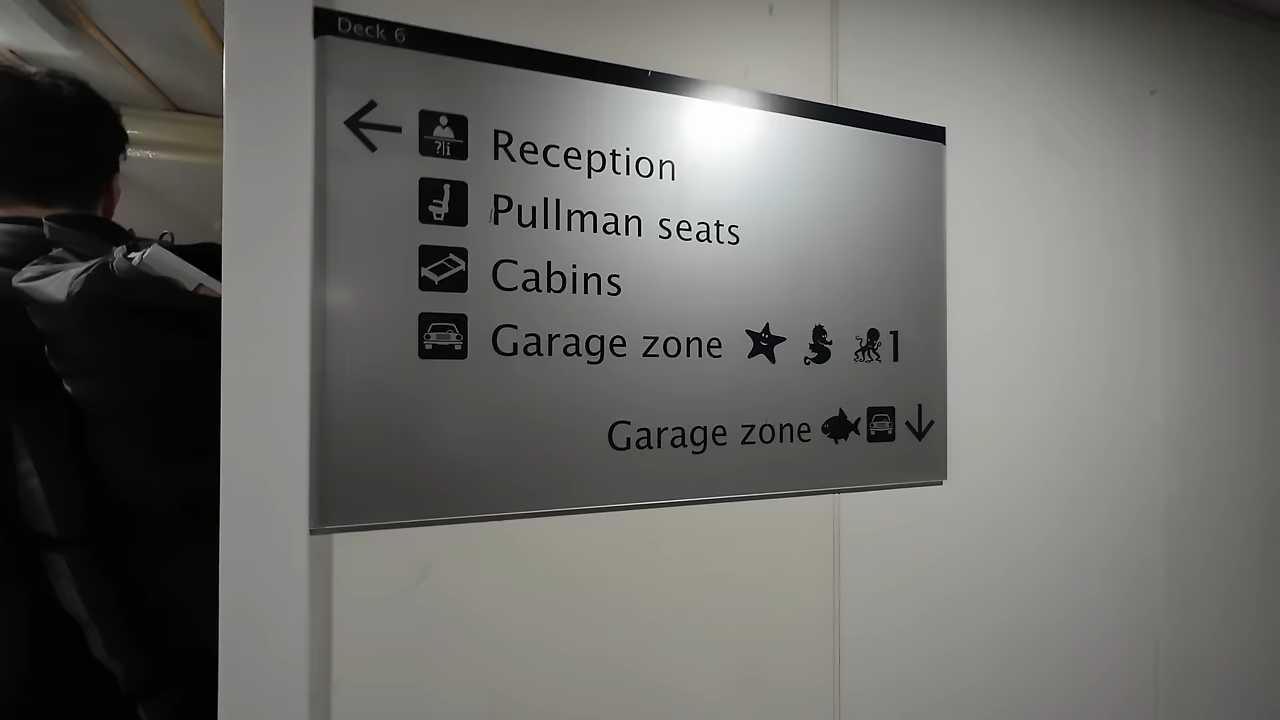 Deck 6
?|i
Reception
Pullman seats
Cabins
Garage zone 1
Garage zone